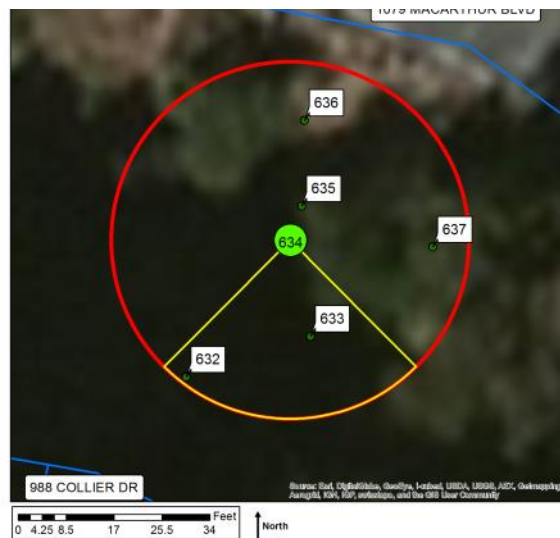 1079 MACARTHUR BLVD
636
635
634
637
633
632
988 COLLIER DR
Source: Esri, DigitalGlobe, GeoEye, i-cubed, USDA, USGS, AEX, Getmapping,
Aerogrid, IGN, IGP, swisstopo, and the GIS User Community
Feet
0 4.25 8.5 17 25.5 34
North